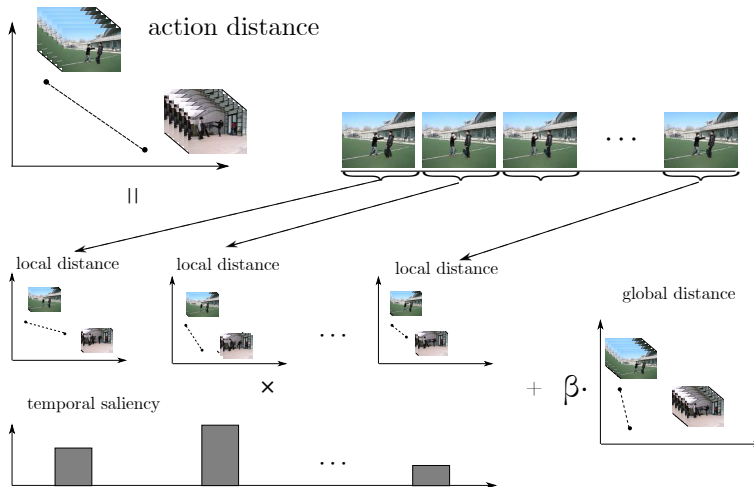 action distance
. . .
=
local distance
local distance
local distance
global distance
. . .
×
+ β·
temporal saliency
. . .